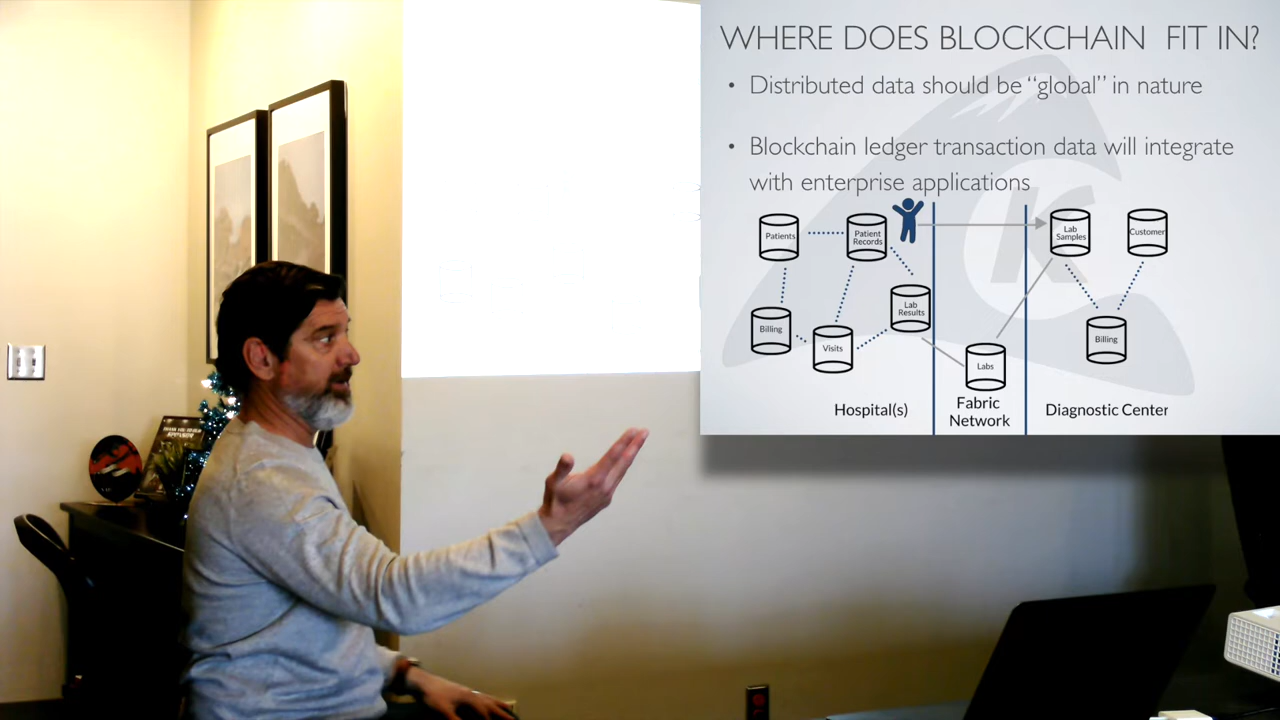 WHERE DOES BLOCKCHAIN FIT IN?
• Distributed data should be “global” in nature
• Blockchain ledger transaction data will integrate
with enterprise applications
Patients
Patient
Records
Lab
Samples
Customer
Lab
Results
Billing
Visits
Billing
Labs
Hospital(s)
Fabric
Network
Diagnostic Center
K